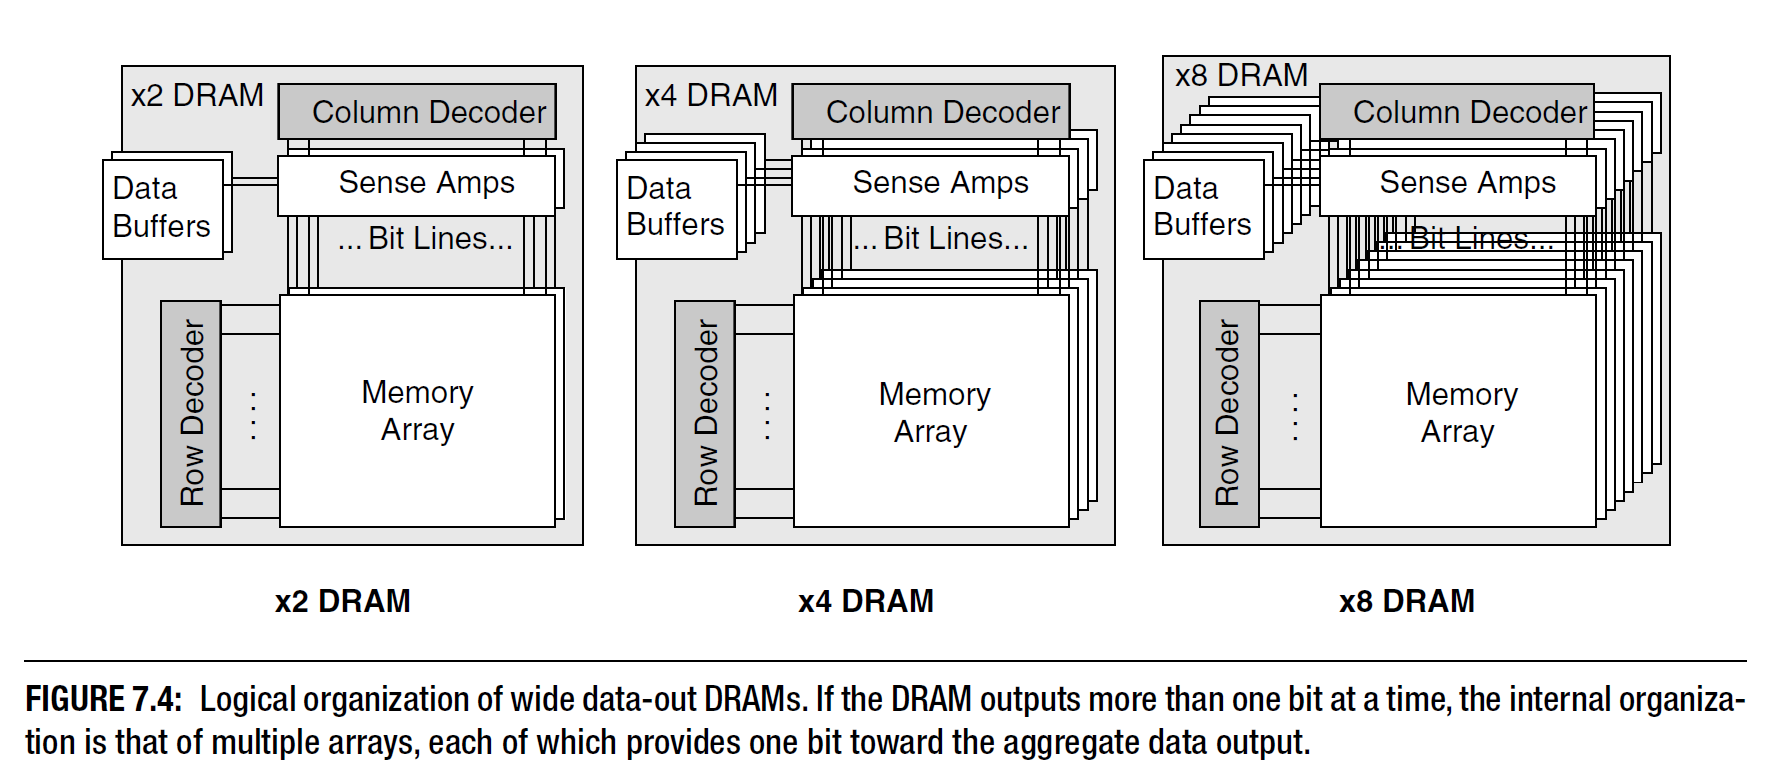 x2 DRAM
Column Decoder
Sense Amps
Data
Buffers
... Bit Lines...
Row Decoder
. . . .
Memory
Array
x2 DRAM
x4 DRAM
Column Decoder
Sense Amps
Data
Buffers
... Bit Lines...
Row Decoder
. . . .
Memory
Array
x4 DRAM
x8 DRAM
Column Decoder
Sense Amps
Data
Buffers
... Bit Lines...
Row Decoder
. . . .
Memory
Array
x8 DRAM
FIGURE 7.4: Logical organization of wide data-out DRAMs. If the DRAM outputs more than one bit at a time, the internal organiza-
tion is that of multiple arrays, each of which provides one bit toward the aggregate data output.